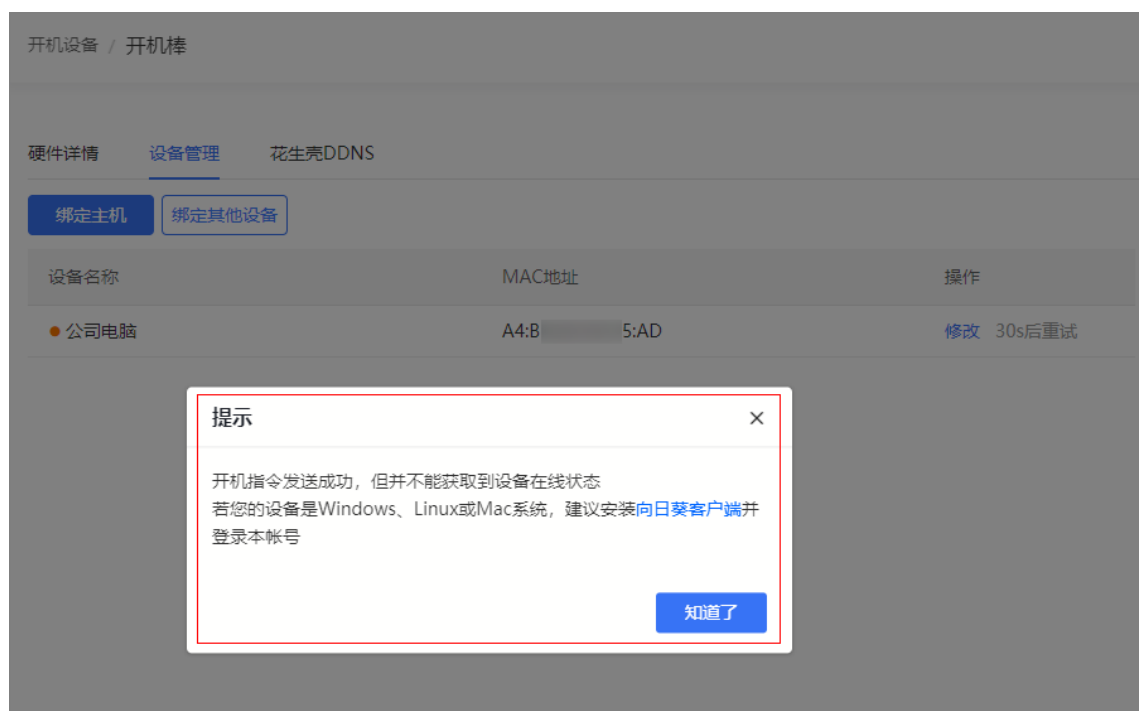 开机设备 / 开机棒
硬件详情 设备管理 花生壳DDNS
绑定主机 绑定其他设备
设备名称 MAC地址 操作
公司电脑 A4:B 5:AD 修改 30s后重试
提示
开机指令发送成功，但并不能获取到设备在线状态
若您的设备是Windows、Linux或Mac系统，建议安装向日葵客户端并
登录本帐号
知道了